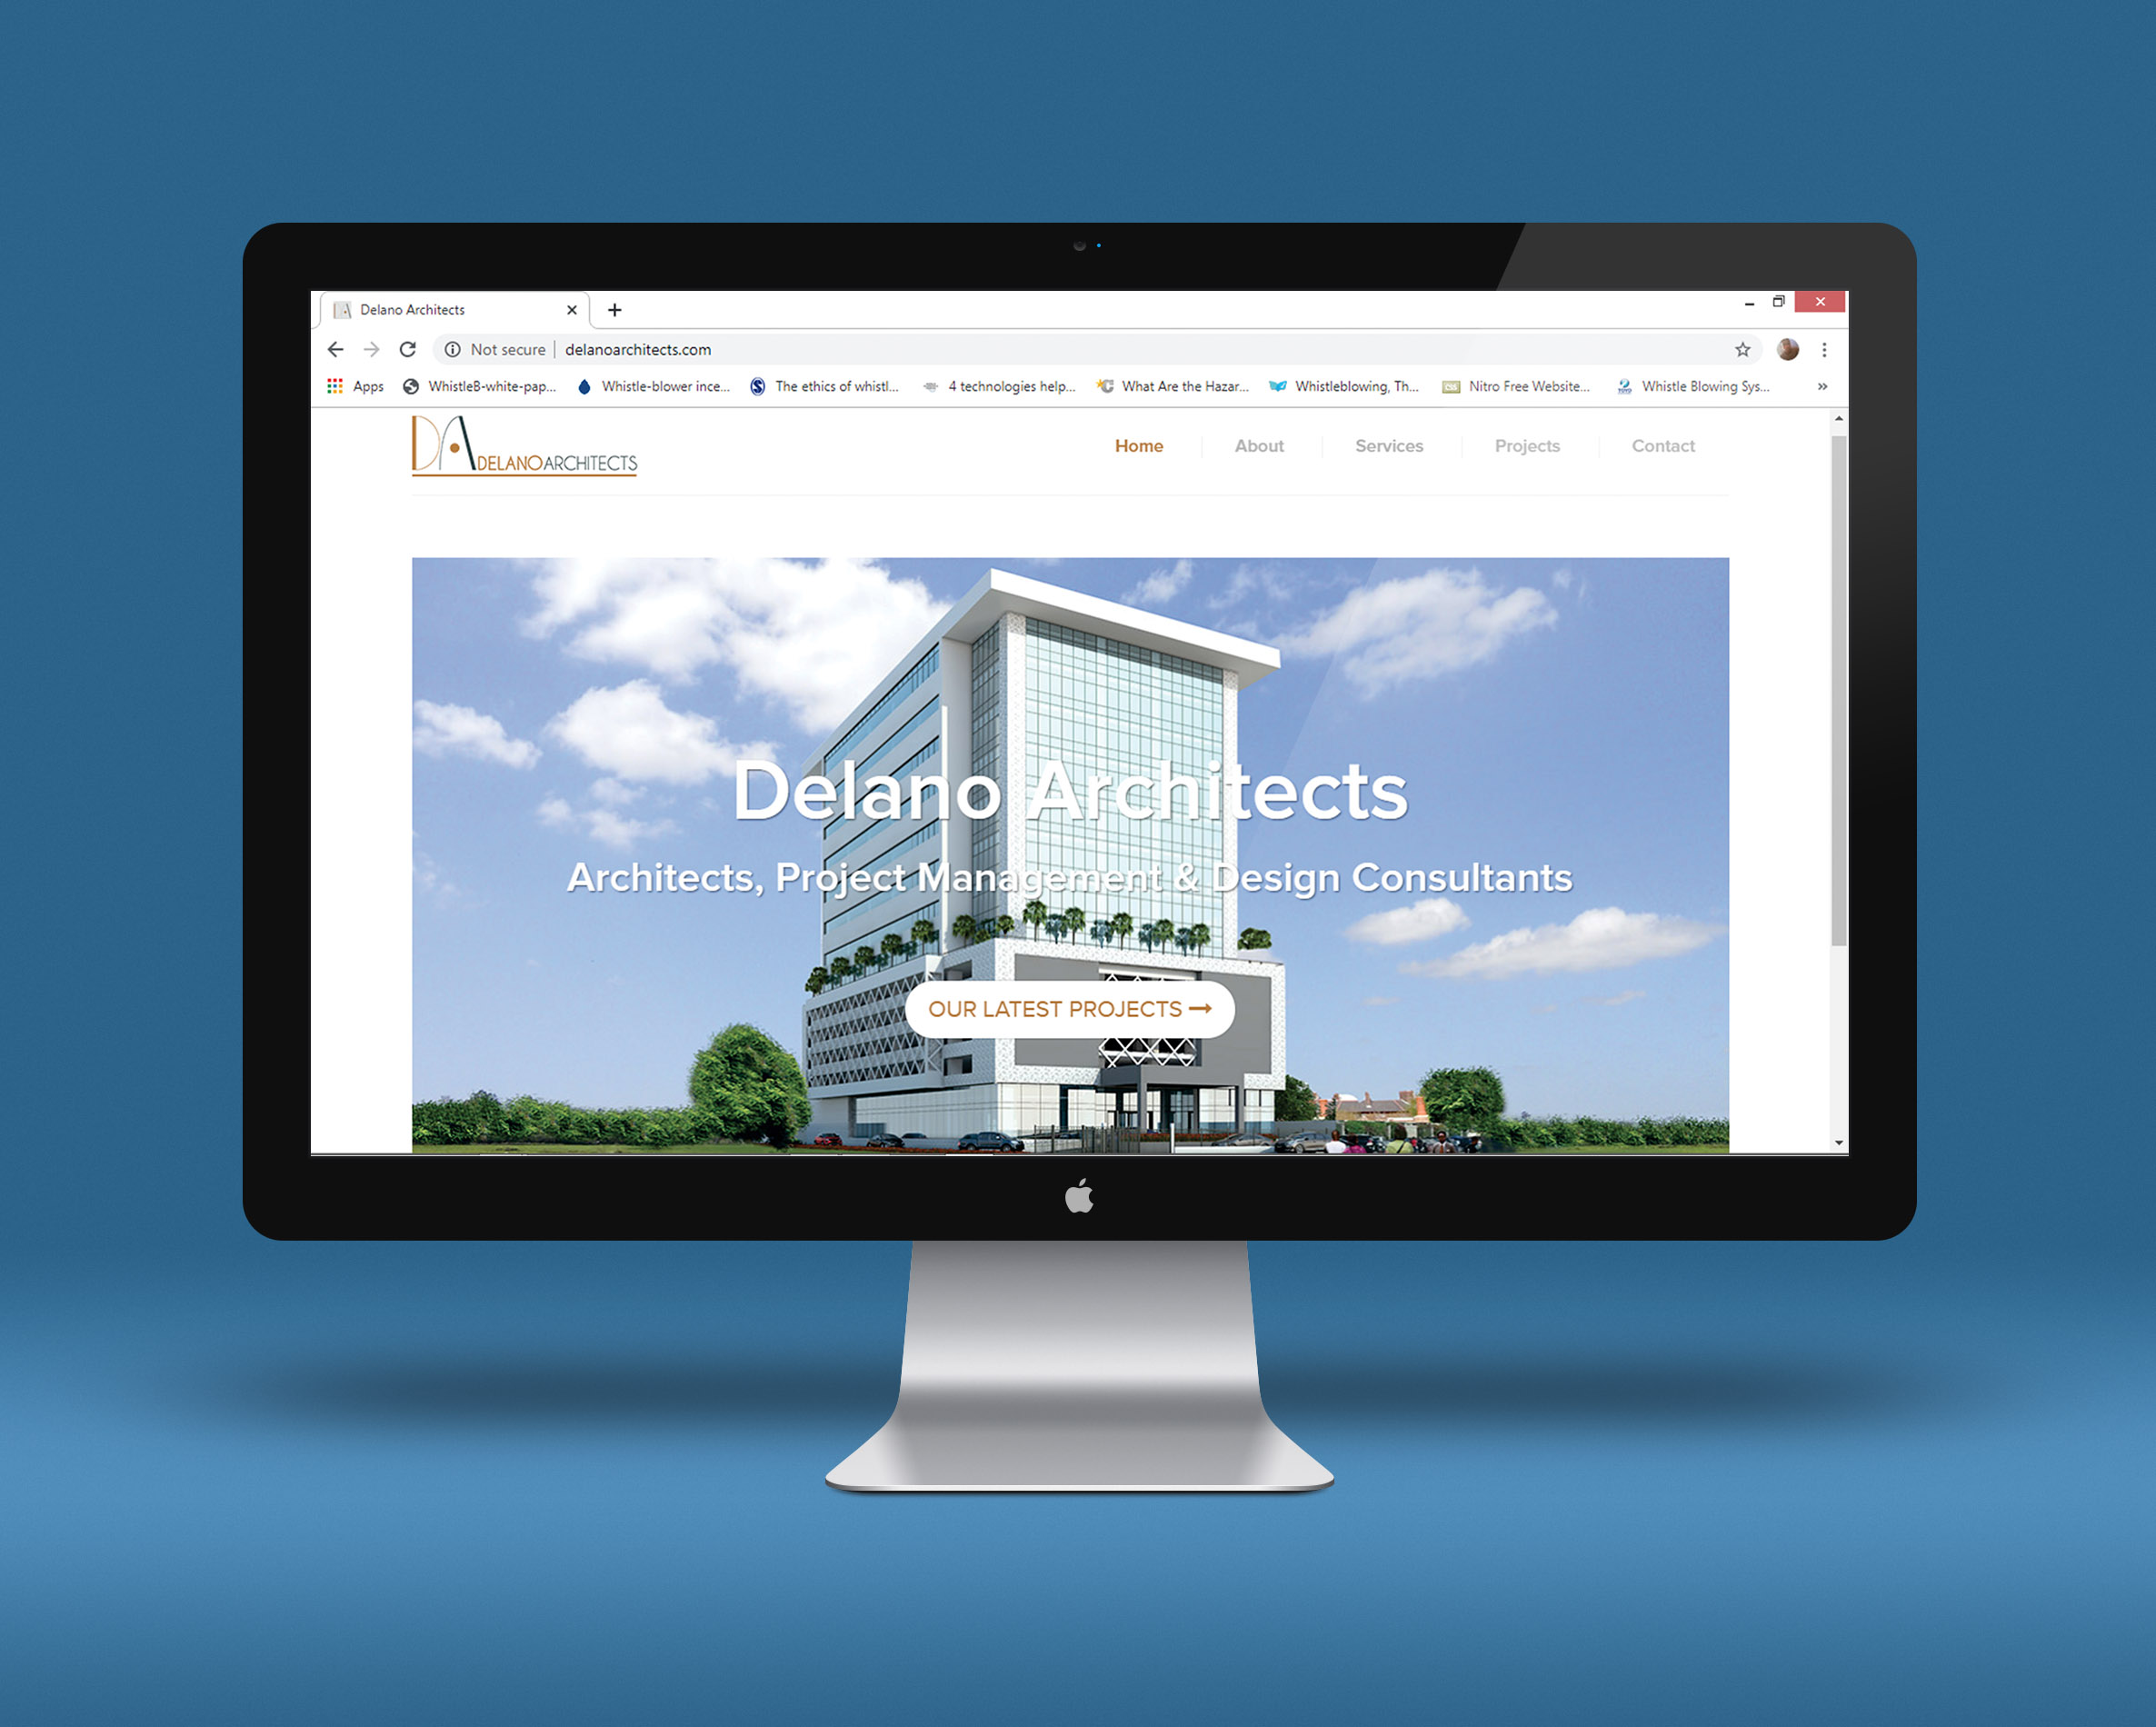 Delano Architects
Not secure | delanoarchitects.com
Apps WhistleB-white-pap... Whistle-blower ince... The ethics of whistl... 4 technologies help... What Are the Hazar... Whistleblowing, Th... Nitro Free Website... Whistle Blowing Sys... »
DA DELANOARCHITECTS
Home About Services Projects Contact
Delano Architects
Architects, Project Management & Design Consultants
OUR LATEST PROJECTS →